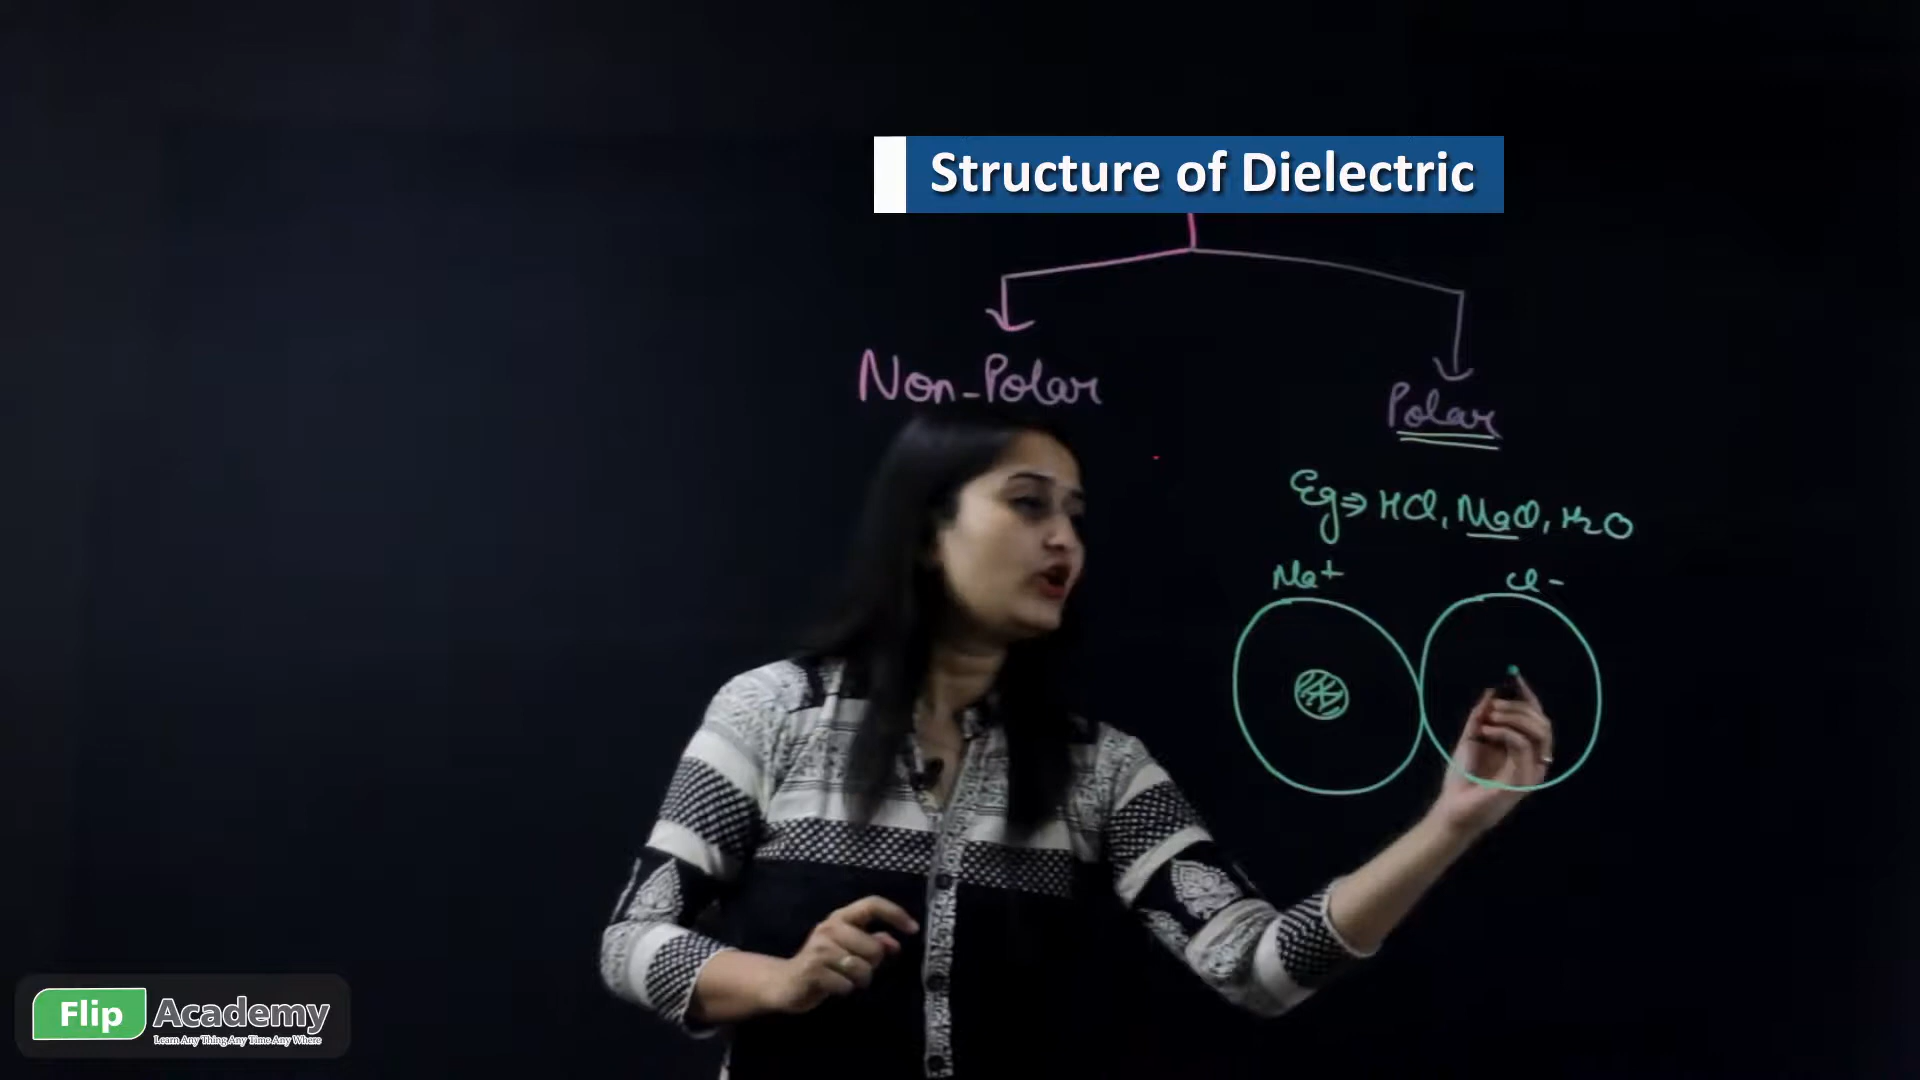 Structure of Dielectric
Non-Polar
Polar
Eg⇒ HCl, NaCl, H2O
Na+
Cl-
Flip Academy
Learn Any Thing Any Time Any Where